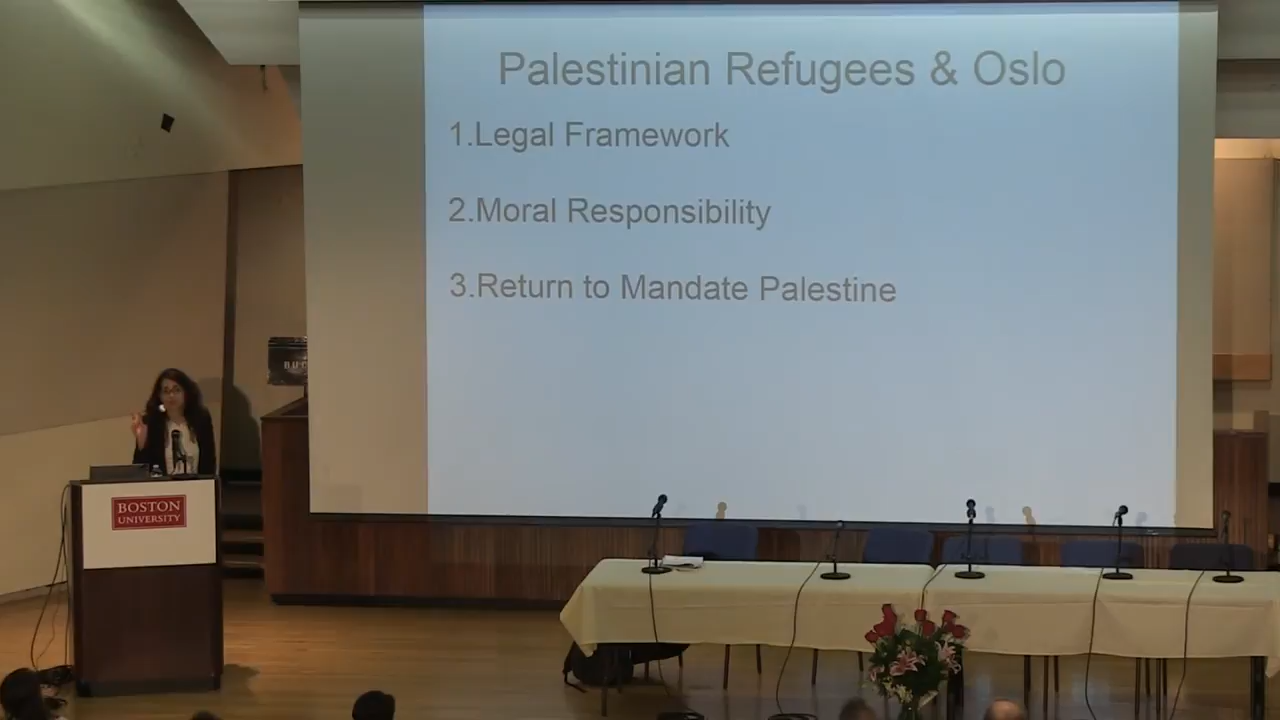 Palestinian Refugees & Oslo
1.Legal Framework
2.Moral Responsibility
3.Return to Mandate Palestine
BOSTON
UNIVERSITY